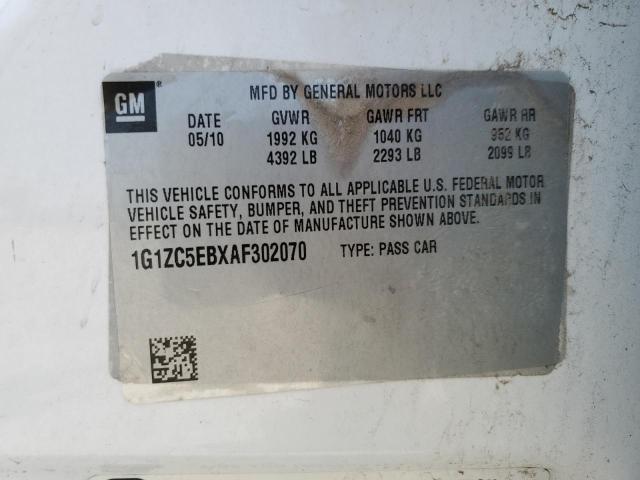 GM
MFD BY GENERAL MOTORS LLC
DATE GVWR GAWR FRT GAWR RR
05/10 1992 KG 1040 KG 952 KG
4392 LB 2293 LB 2099 LB
THIS VEHICLE CONFORMS TO ALL APPLICABLE U.S. FEDERAL MOTOR
VEHICLE SAFETY, BUMPER, AND THEFT PREVENTION STANDARDS IN
EFFECT ON THE DATE OF MANUFACTURE SHOWN ABOVE.
1G1ZC5EBXAF302070 TYPE: PASS CAR